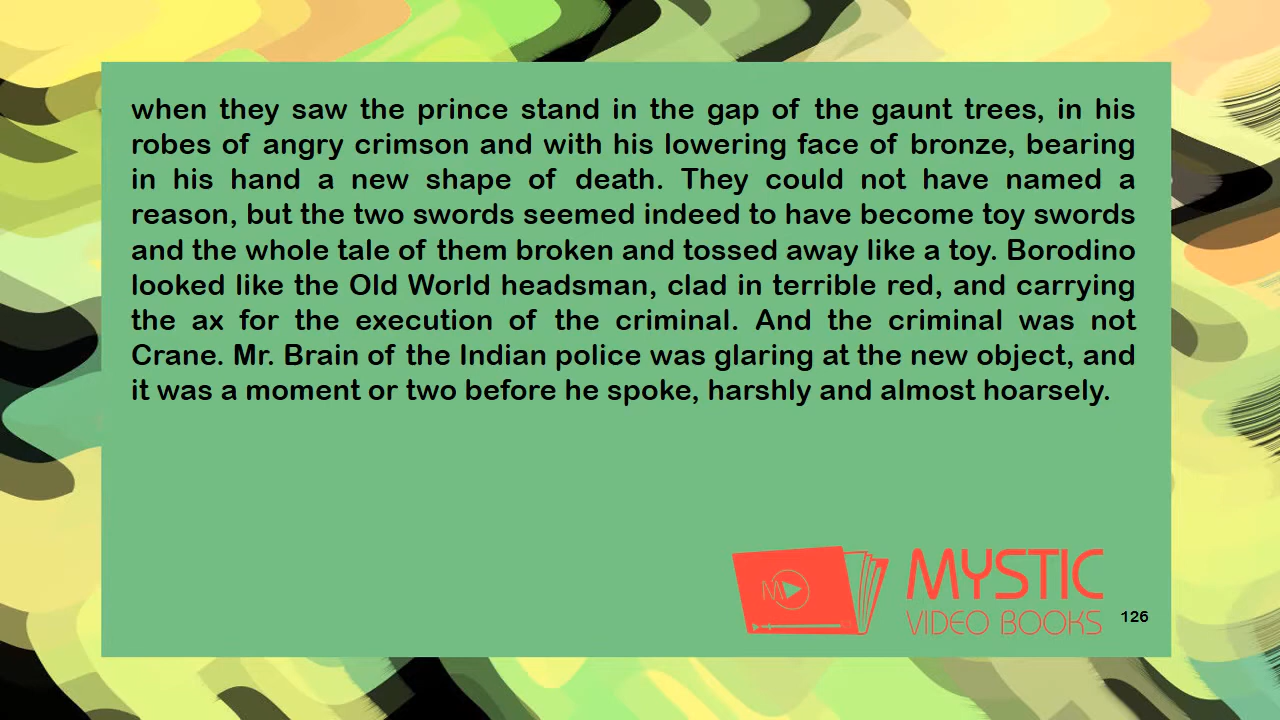 when they saw the prince stand in the gap of the gaunt trees, in his
robes of angry crimson and with his lowering face of bronze, bearing
in his hand a new shape of death. They could not have named a
reason, but the two swords seemed indeed to have become toy swords
and the whole tale of them broken and tossed away like a toy. Borodino
looked like the Old World headsman, clad in terrible red, and carrying
the ax for the execution of the criminal. And the criminal was not
Crane. Mr. Brain of the Indian police was glaring at the new object, and
it was a moment or two before he spoke, harshly and almost hoarsely.
M
MYSTIC
VIDEO BOOKS
126